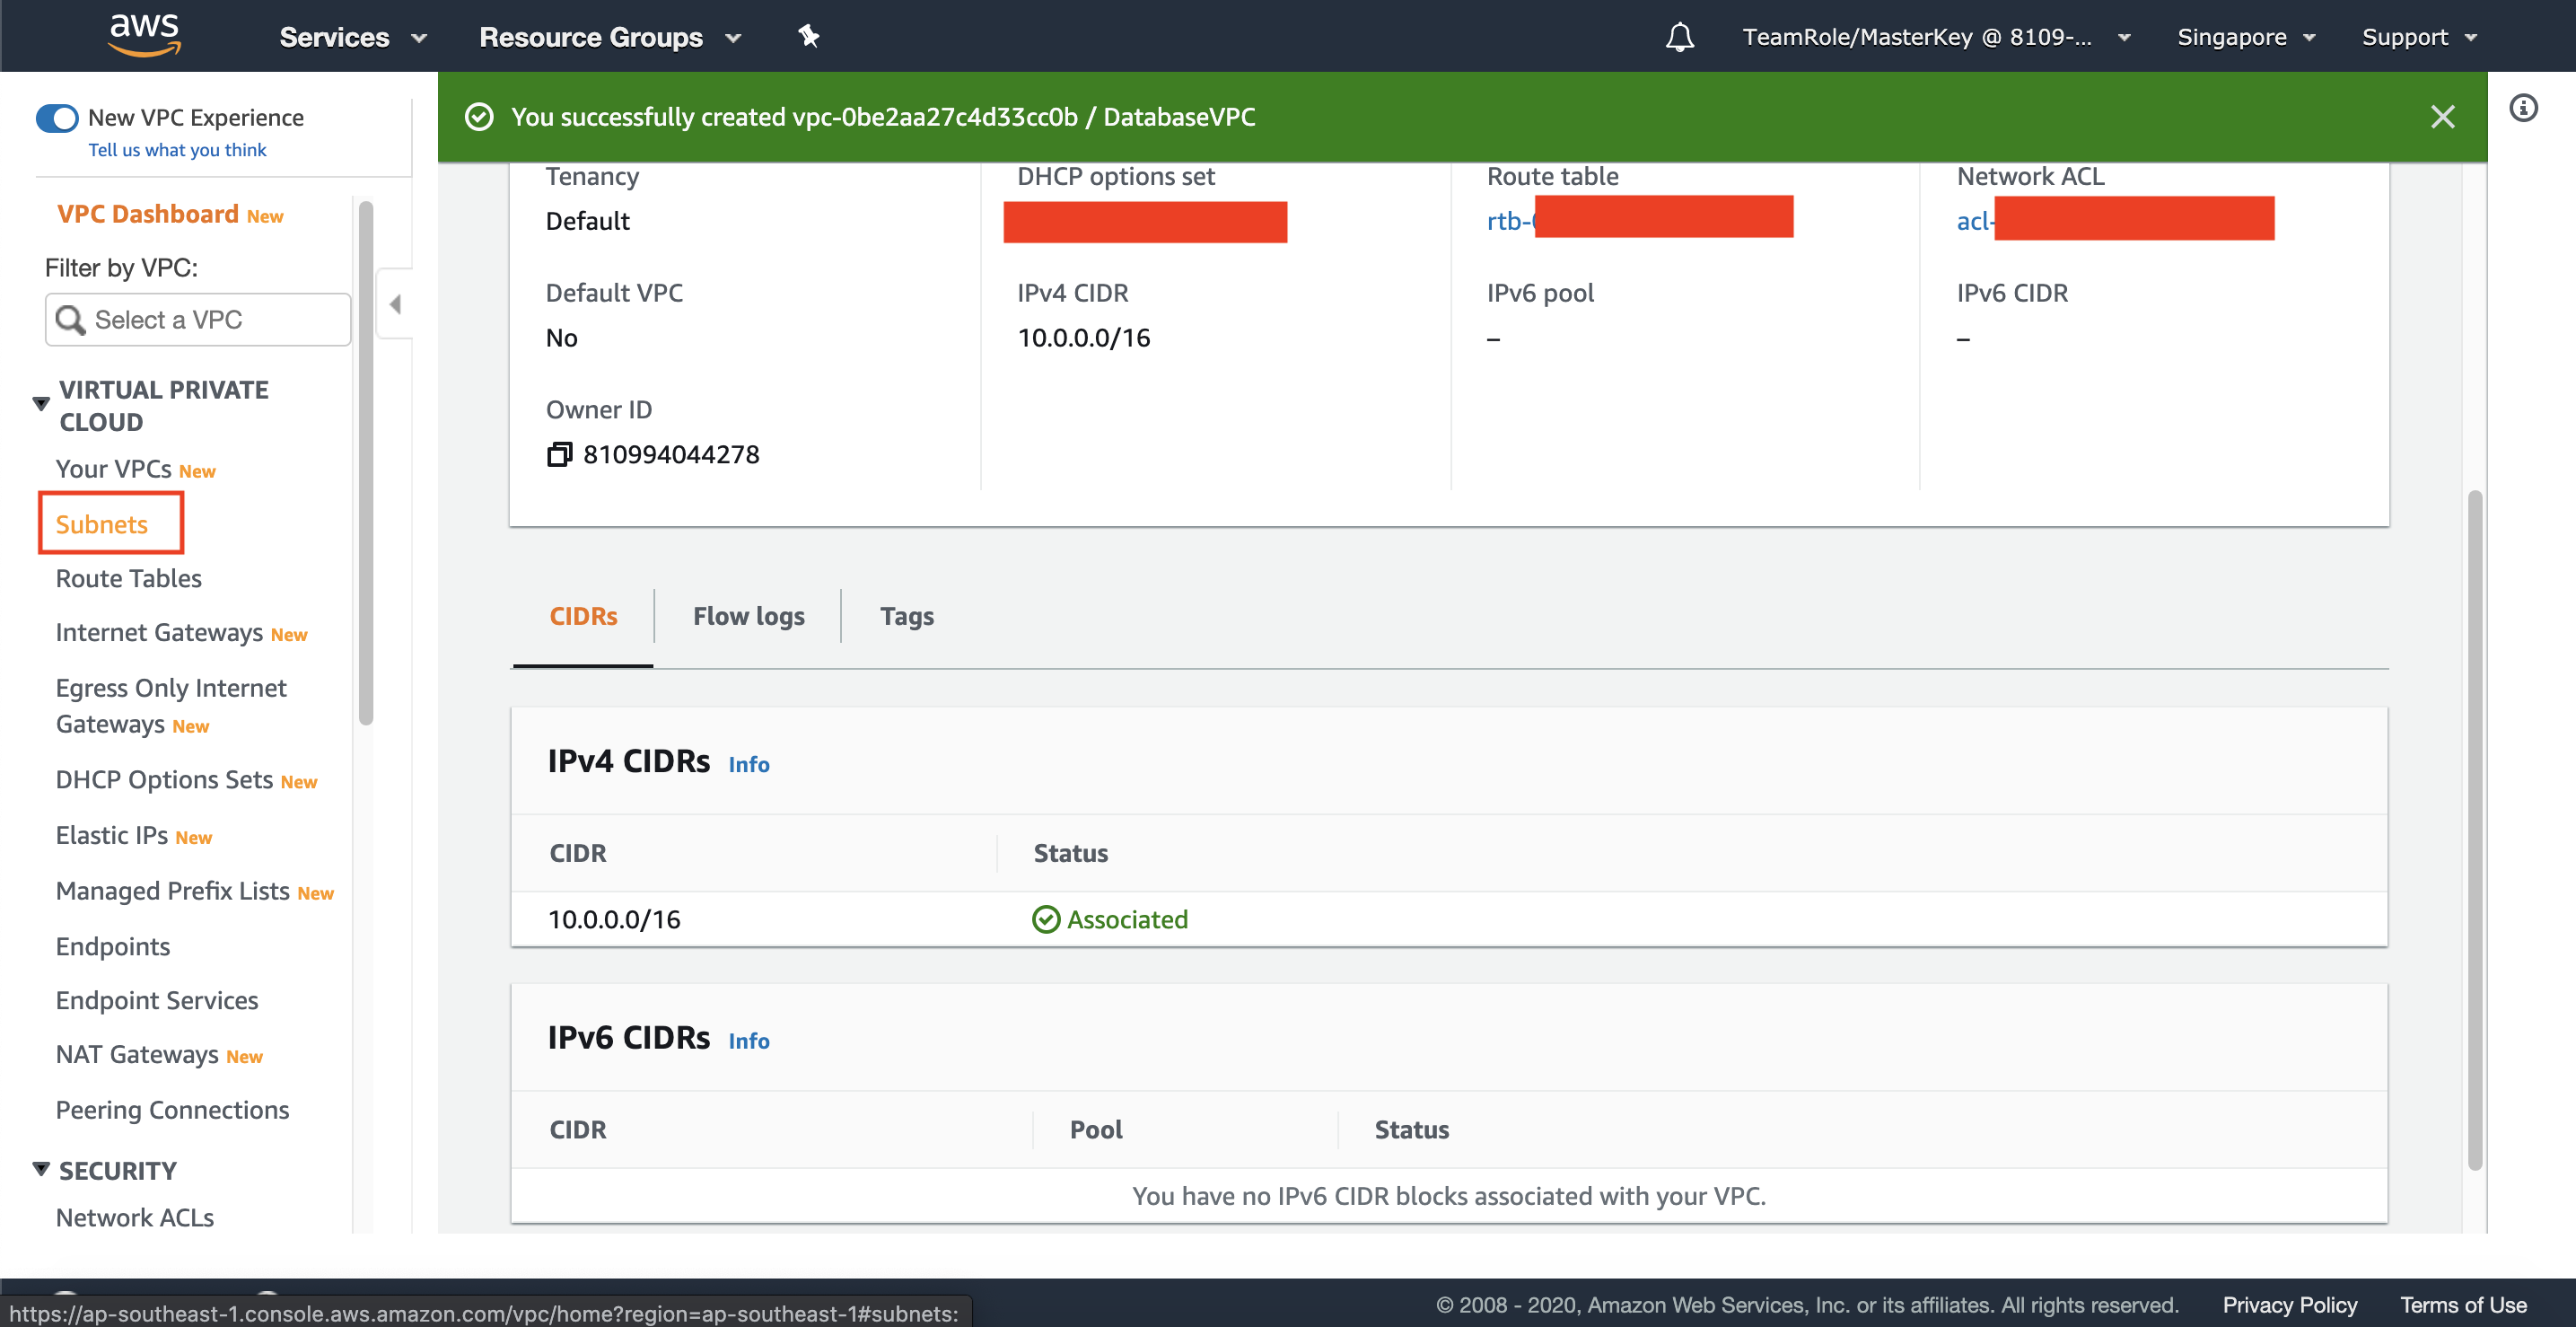 aws
Services
Resource Groups
TeamRole/MasterKey @ 8109-...
Singapore
Support
New VPC Experience
Tell us what you think
You successfully created vpc-0be2aa27c4d33cc0b / DatabaseVPC
VPC Dashboard New
Filter by VPC:
Select a VPC
VIRTUAL PRIVATE
CLOUD
Your VPCs New
Subnets
Route Tables
Internet Gateways New
Egress Only Internet
Gateways New
DHCP Options Sets New
Elastic IPs New
Managed Prefix Lists New
Endpoints
Endpoint Services
NAT Gateways New
Peering Connections
SECURITY
Network ACLs
Tenancy
Default
DHCP options set
Route table
rtb-
Network ACL
acl-
Default VPC
No
IPv4 CIDR
10.0.0.0/16
IPv6 pool
–
IPv6 CIDR
–
Owner ID
810994044278
CIDRs
Flow logs
Tags
IPv4 CIDRs Info
CIDR
Status
10.0.0.0/16
Associated
IPv6 CIDRs Info
CIDR
Pool
Status
You have no IPv6 CIDR blocks associated with your VPC.
https://ap-southeast-1.console.aws.amazon.com/vpc/home?region=ap-southeast-1#subnets:
© 2008 - 2020, Amazon Web Services, Inc. or its affiliates. All rights reserved.
Privacy Policy
Terms of Use